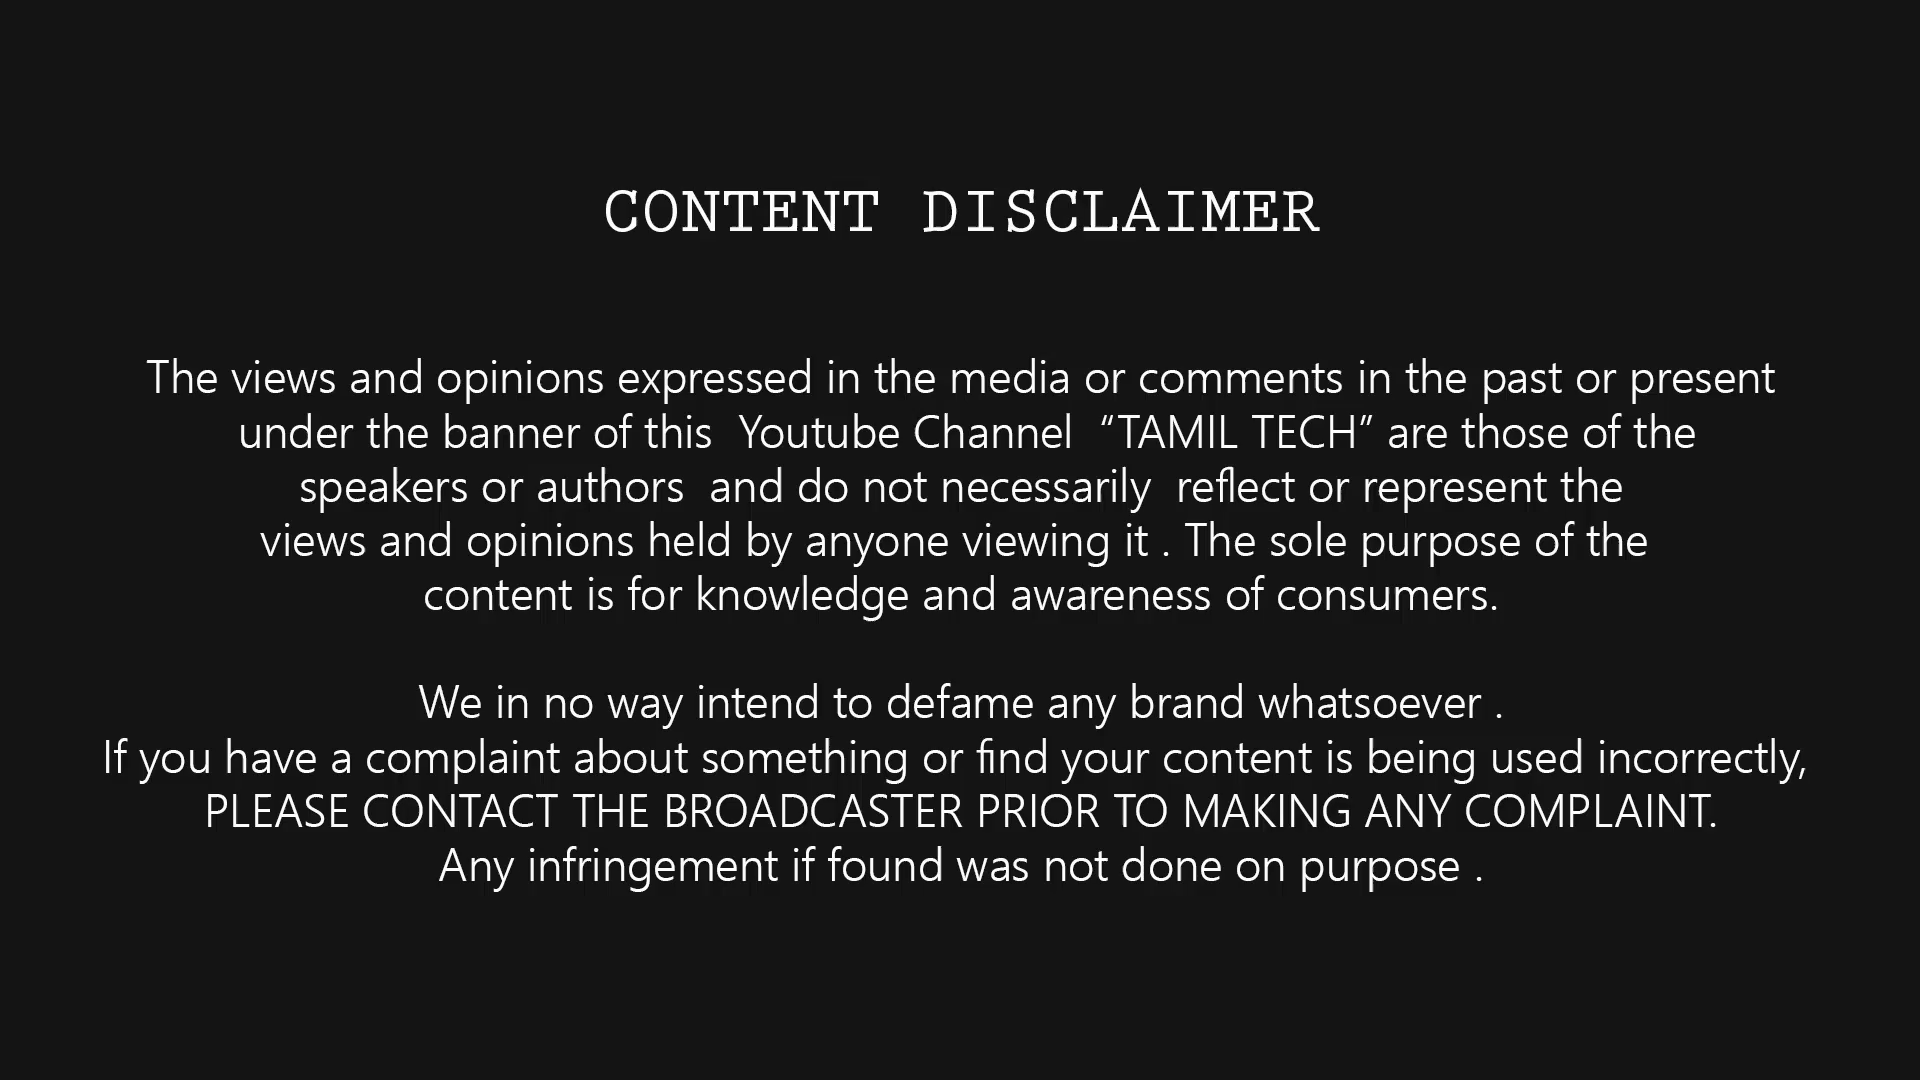 CONTENT DISCLAIMER
The views and opinions expressed in the media or comments in the past or present
under the banner of this  Youtube Channel  “TAMIL TECH” are those of the
speakers or authors  and do not necessarily  reflect or represent the
views and opinions held by anyone viewing it . The sole purpose of the
content is for knowledge and awareness of consumers.
We in no way intend to defame any brand whatsoever .
If you have a complaint about something or find your content is being used incorrectly,
PLEASE CONTACT THE BROADCASTER PRIOR TO MAKING ANY COMPLAINT.
Any infringement if found was not done on purpose .